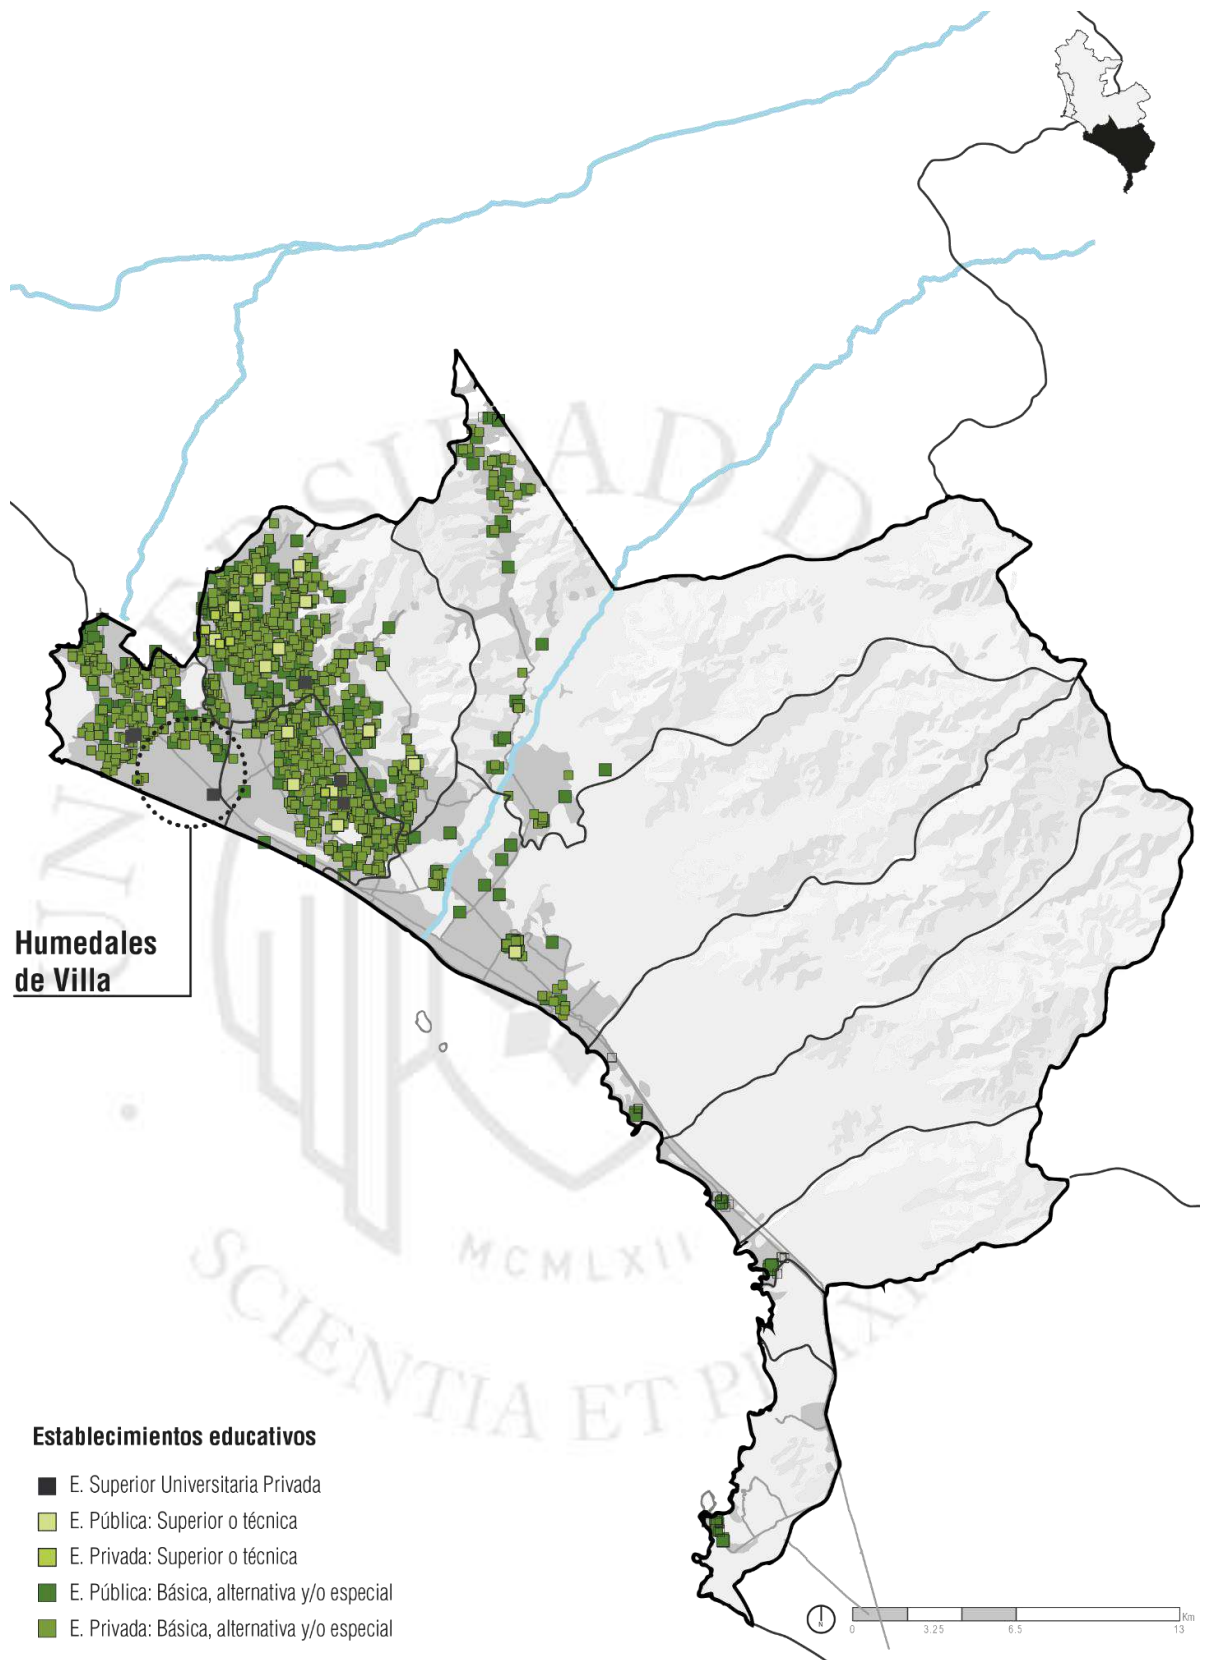 Humedales
de Villa
MCMLXII
SCIENTIA ET PRAXIS
Establecimientos educativos
E. Superior Universitaria Privada
E. Pública: Superior o técnica
E. Privada: Superior o técnica
E. Pública: Básica, alternativa y/o especial
E. Privada: Básica, alternativa y/o especial
N
Km
0 3.25 6.5 13